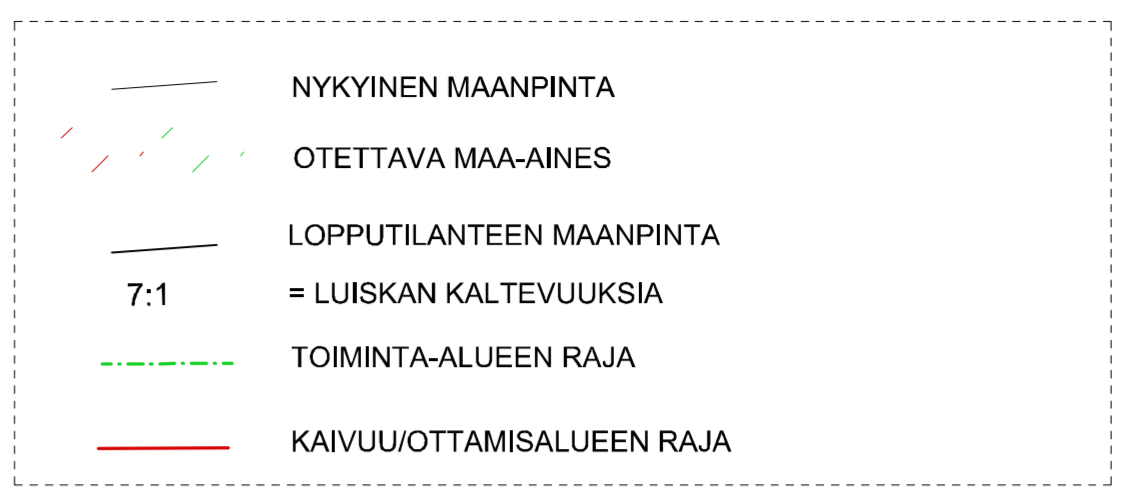 NYKYINEN MAANPINTA
OTETTAVA MAA-AINES
LOPPUTILANTEEN MAANPINTA
7:1 = LUISKAN KALTEVUUKSIA
TOIMINTA-ALUEEN RAJA
KAIVUU/OTTAMISALUEEN RAJA